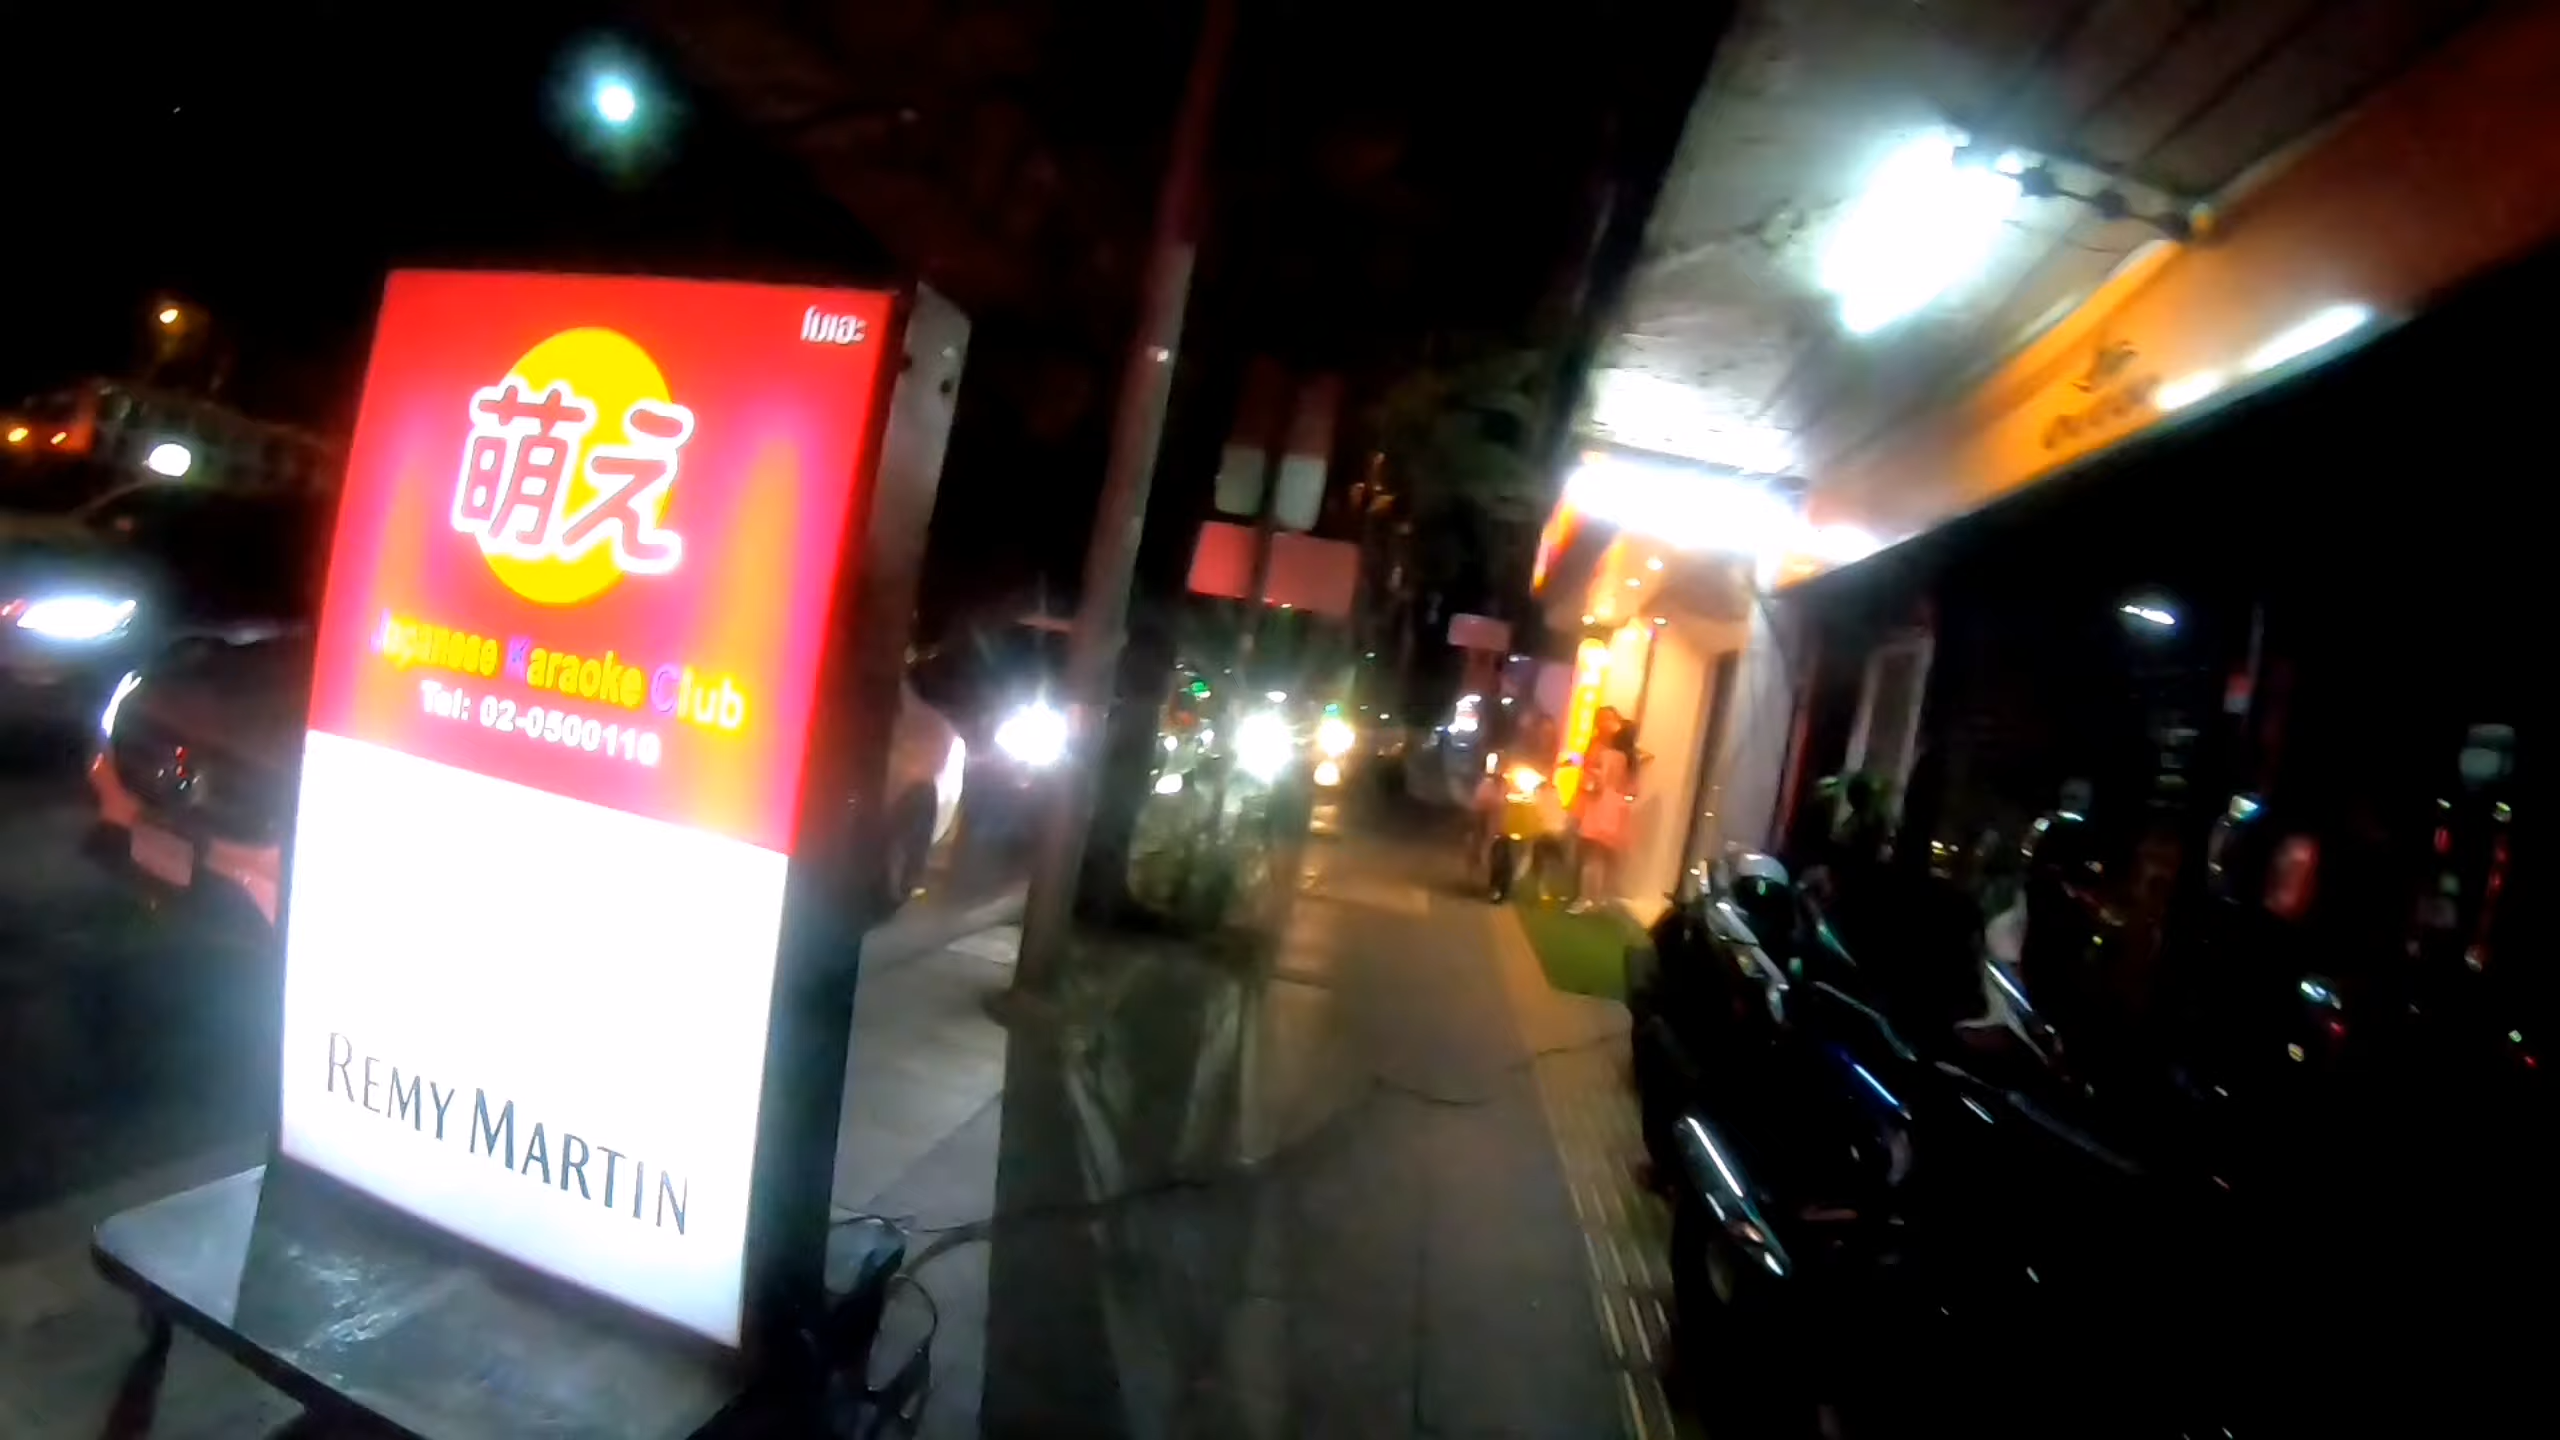 โมเอะ
萌え
Japanese Karaoke Club
Tel: 02-0500110
REMY MARTIN